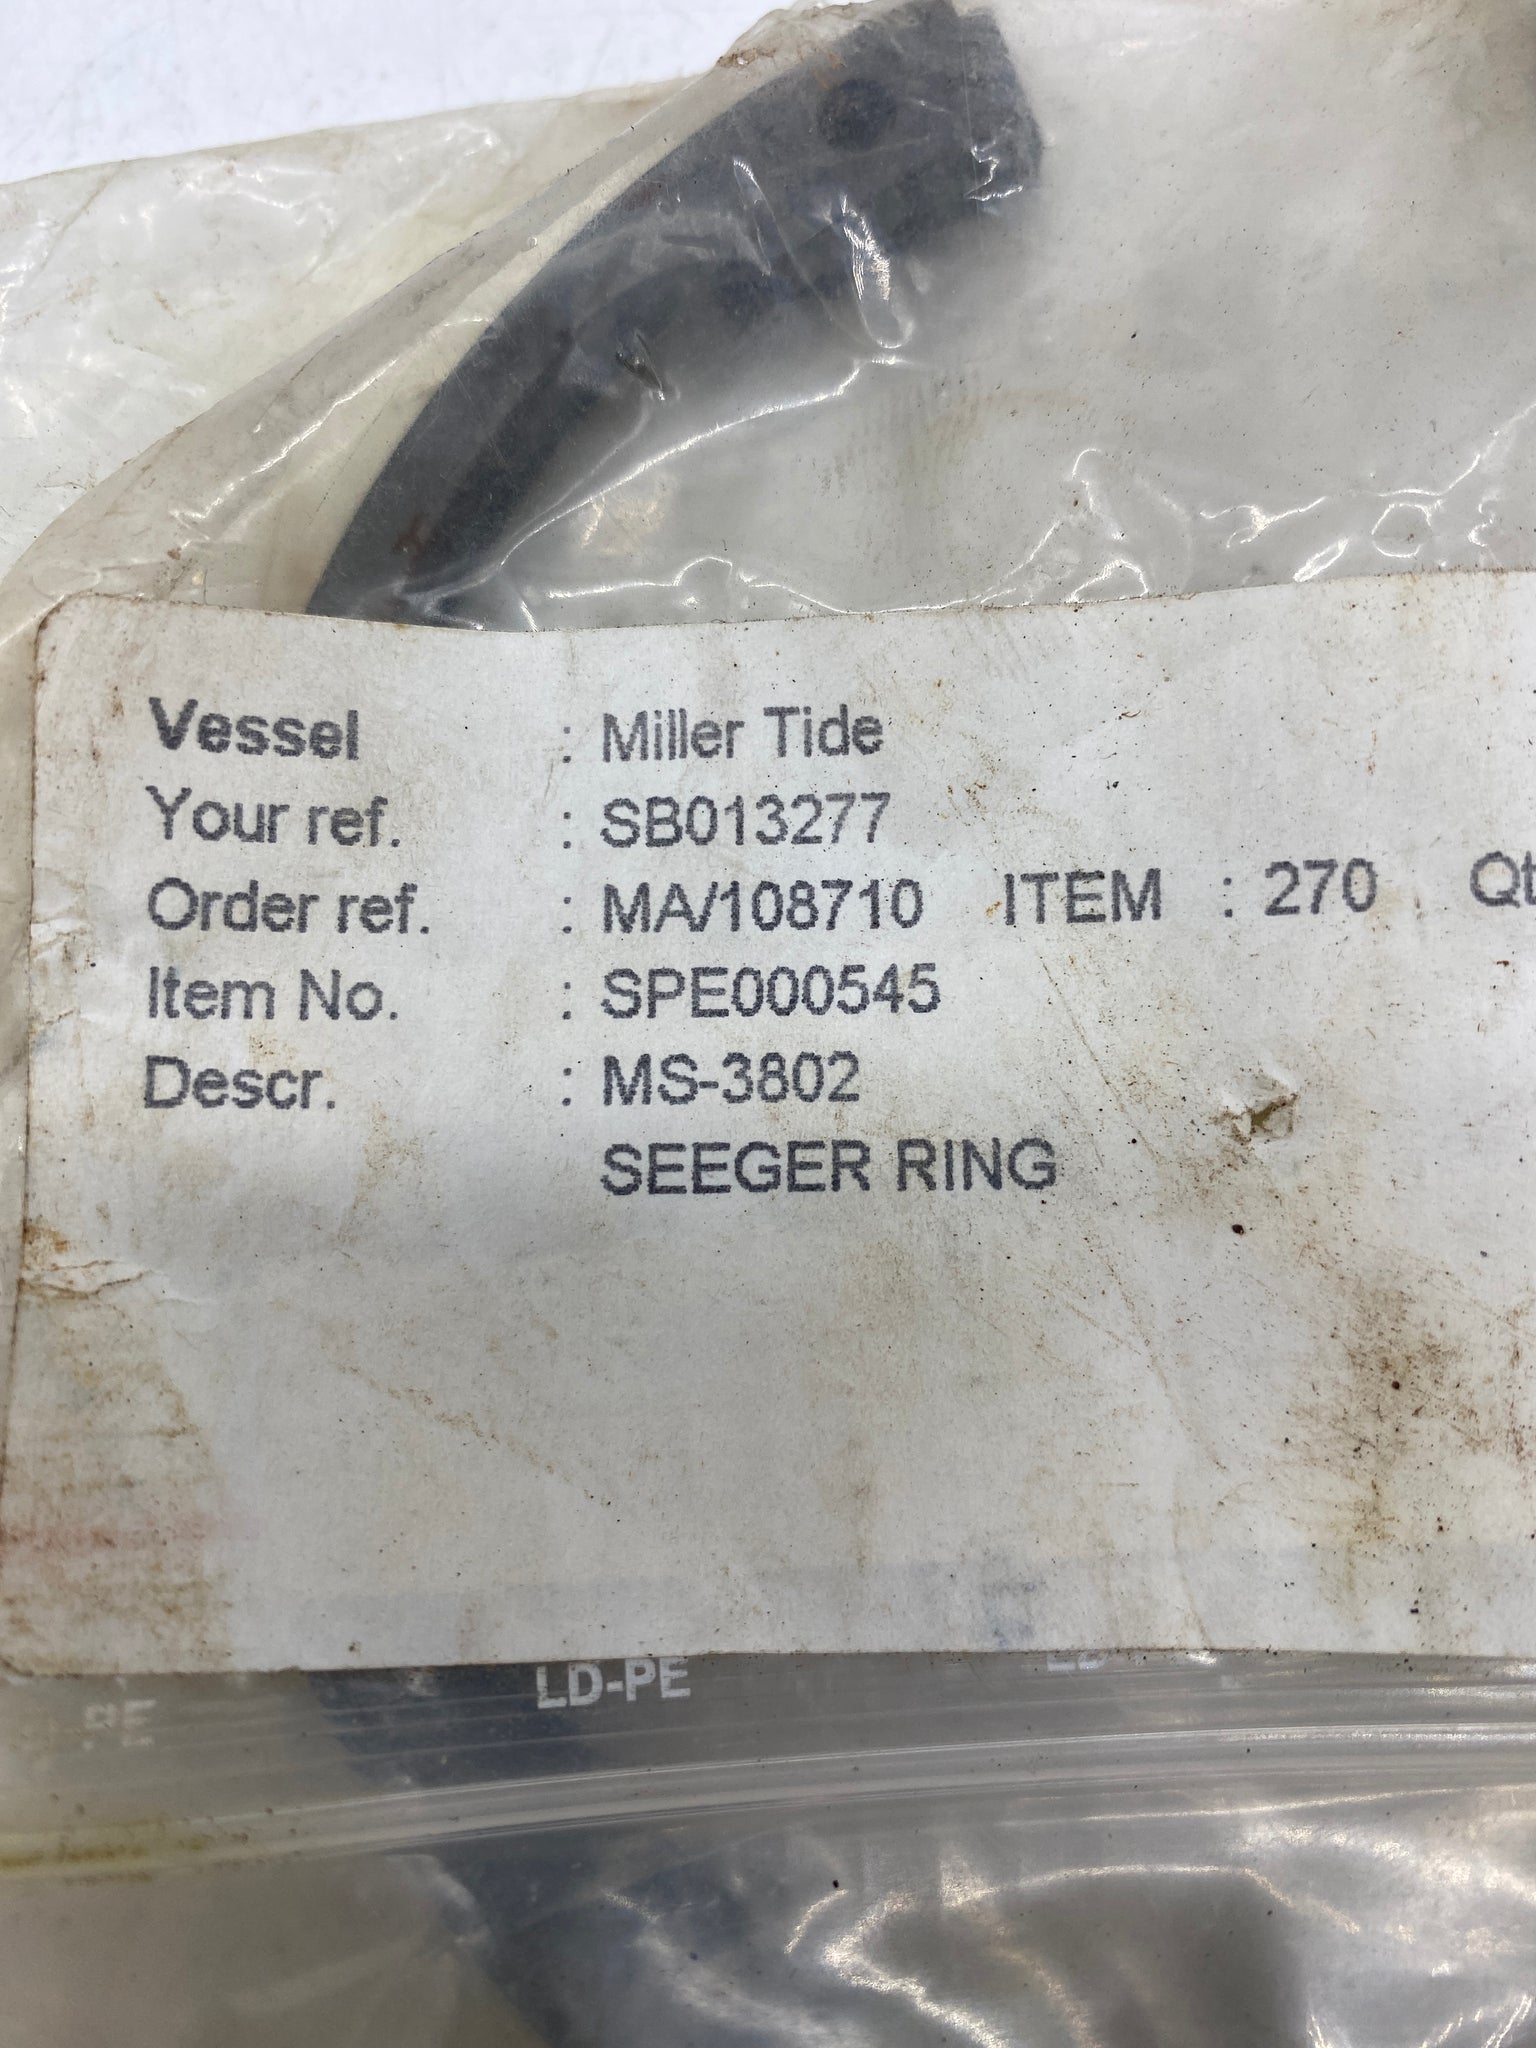 Vessel : Miller Tide
Your ref. : SB013277
Order ref. : MA/108710 ITEM : 270
Item No. : SPE000545
Descr. : MS-3802
SEEGER RING
LD-PE
PE